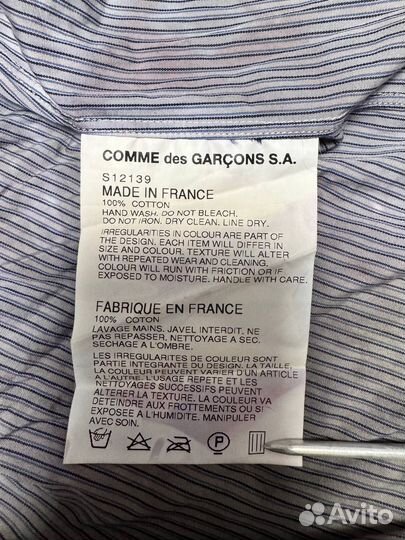 COMME des GARÇONS S.A.
S12139
MADE IN FRANCE
100% COTTON
HAND WASH. DO NOT BLEACH.
DO NOT IRON. DRY CLEAN. LINE DRY.
IRREGULARITIES IN COLOUR ARE PART OF
THE DESIGN. EACH ITEM WILL DIFFER IN
SIZE AND COLOUR. TEXTURE WILL ALTER
WITH REPEATED WEAR AND CLEANING.
COLOUR WILL RUN WITH FRICTION OR IF
EXPOSED TO MOISTURE. HANDLE WITH CARE.
FABRIQUE EN FRANCE
100% COTON
LAVAGE MAINS. JAVEL INTERDIT. NE
PAS REPASSER. NETTOYAGE A SEC.
SECHAGE A L'OMBRE.
LES IRREGULARITES DE COULEUR SONT
PARTIE INTEGRANTE DU DESIGN. LA TAILLE,
LA COULEUR PEUVENT VARIER D'UN ARTICLE
A L'AUTRE. L'USAGE REPETE ET LES
NETTOYAGES SUCCESSIFS PEUVENT
ALTERER LA TEXTURE. LA COULEUR VA
DETEINDRE AUX FROTTEMENTS OU SI
EXPOSEE A L'HUMIDITE. MANIPULER
AVEC SOIN.
P
Avito